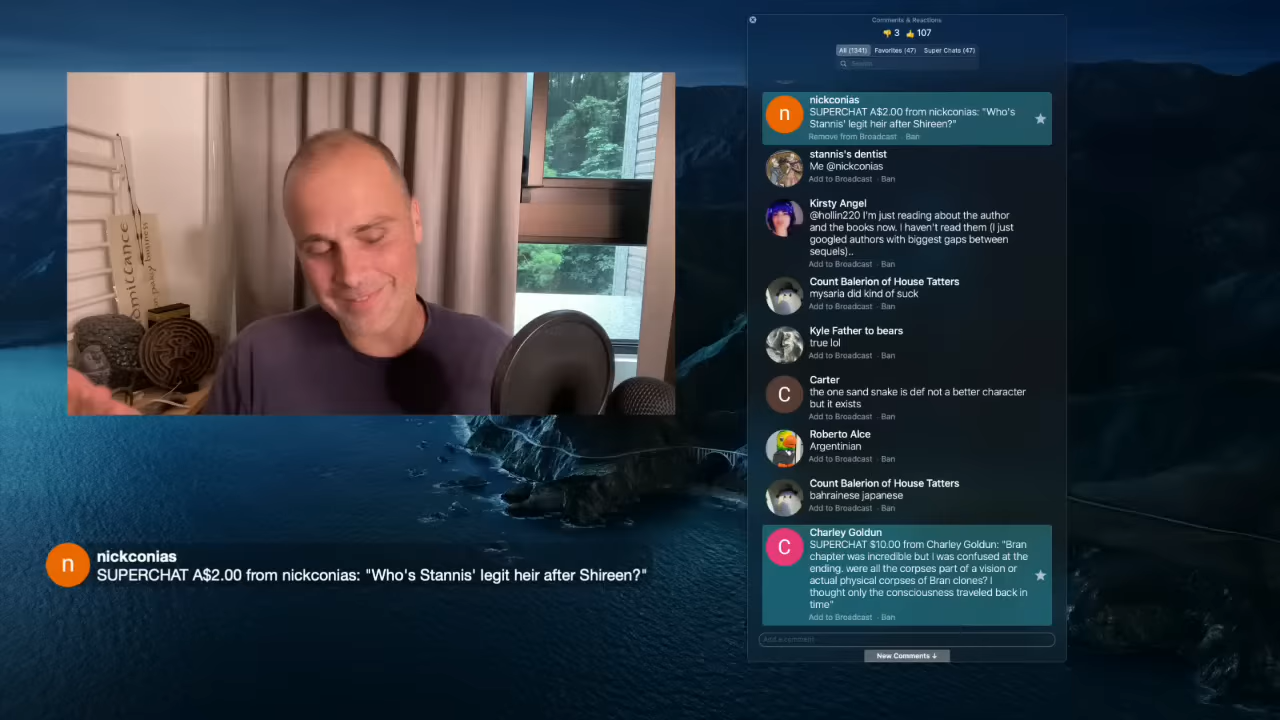 Comments & Reactions
👎 3 👍 107
All (1341) Favorites (47) Super Chats (47)
Search
nickconias
SUPERCHAT A$2.00 from nickconias: "Who's
Stannis' legit heir after Shireen?"
Remove from Broadcast · Ban
stannis's dentist
Me @nickconias
Add to Broadcast · Ban
Kirsty Angel
@hollin220 I'm just reading about the author
and the books now. I haven't read them (I just
googled authors with biggest gaps between
sequels)..
Add to Broadcast · Ban
Count Balerion of House Tatters
mysaria did kind of suck
Add to Broadcast · Ban
Kyle Father to bears
true lol
Add to Broadcast · Ban
Carter
the one sand snake is def not a better character
but it exists
Add to Broadcast · Ban
Roberto Alce
Argentinian
Add to Broadcast · Ban
Count Balerion of House Tatters
bahrainese japanese
Add to Broadcast · Ban
Charley Goldun
SUPERCHAT $10.00 from Charley Goldun: "Bran
chapter was incredible but I was confused at the
ending. were all the corpses part of a vision or
actual physical corpses of Bran clones? I
thought only the consciousness traveled back in
time"
Add to Broadcast · Ban
Add a comment
New Comments ↓
n
n
C
C
nickconias
SUPERCHAT A$2.00 from nickconias: "Who's Stannis' legit heir after Shireen?"